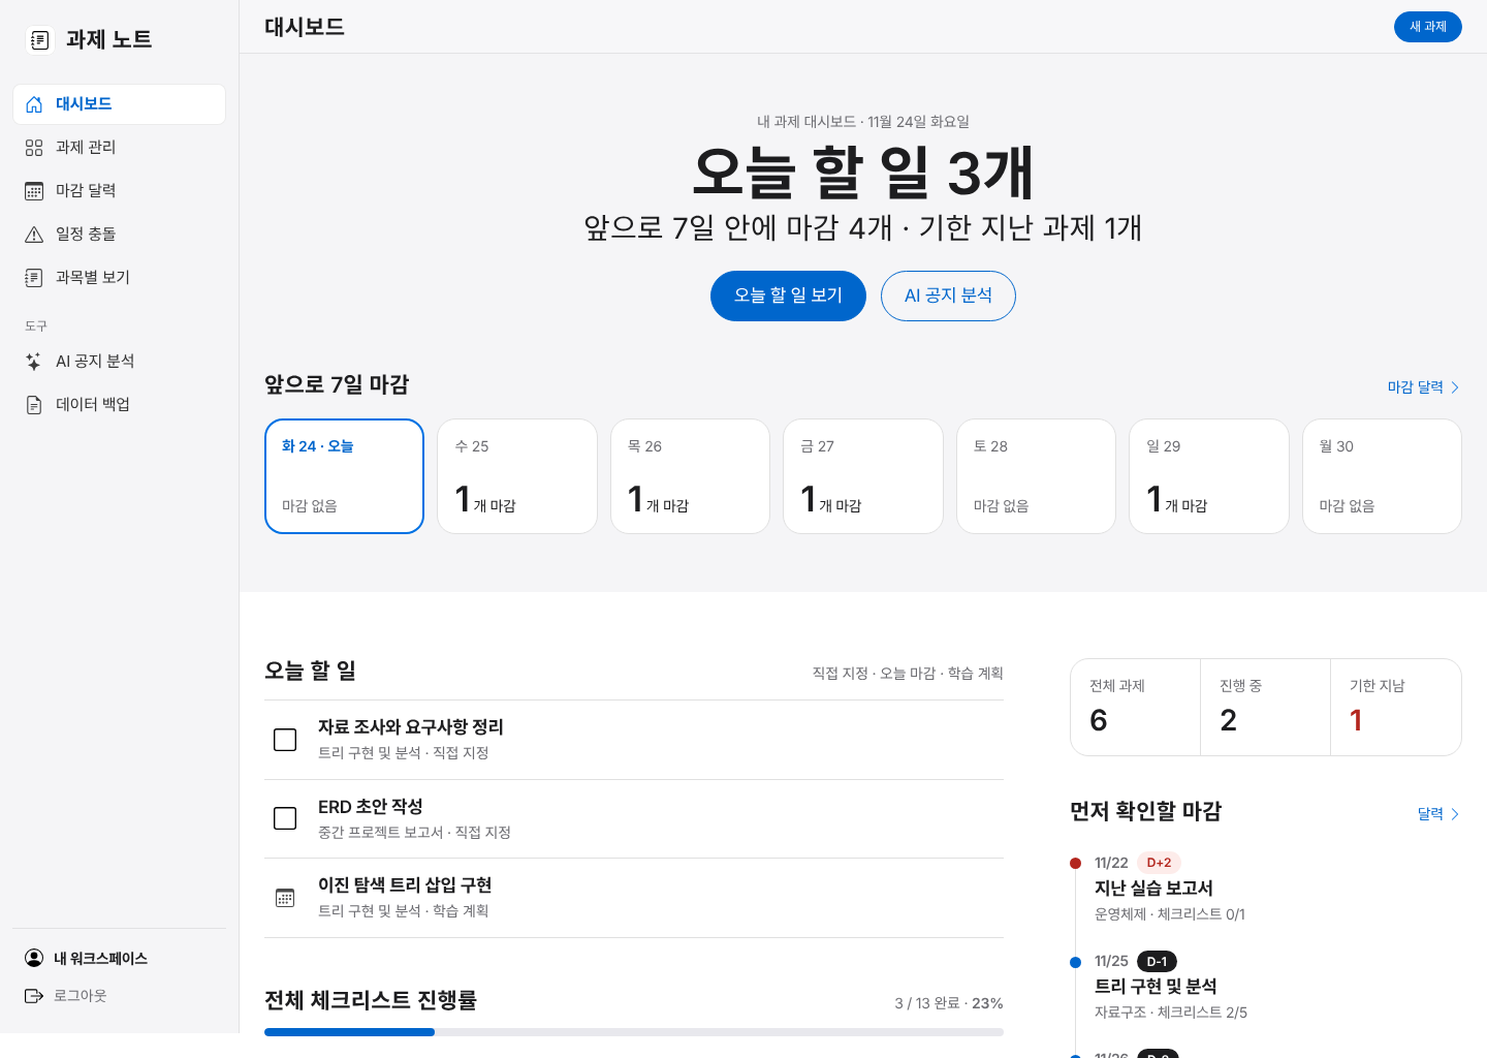 과제 노트
대시보드
과제 관리
마감 달력
일정 충돌
과목별 보기
도구
AI 공지 분석
데이터 백업
내 워크스페이스
로그아웃
대시보드
새 과제
내 과제 대시보드 · 11월 24일 화요일
오늘 할 일 3개
앞으로 7일 안에 마감 4개 · 기한 지난 과제 1개
오늘 할 일 보기
AI 공지 분석
앞으로 7일 마감
마감 달력
화 24 · 오늘
마감 없음
수 25
1개 마감
목 26
1개 마감
금 27
1개 마감
토 28
마감 없음
일 29
1개 마감
월 30
마감 없음
오늘 할 일
직접 지정 · 오늘 마감 · 학습 계획
자료 조사와 요구사항 정리
트리 구현 및 분석 · 직접 지정
ERD 초안 작성
중간 프로젝트 보고서 · 직접 지정
이진 탐색 트리 삽입 구현
트리 구현 및 분석 · 학습 계획
전체 체크리스트 진행률
3 / 13 완료 · 23%
전체 과제
6
진행 중
2
기한 지남
1
먼저 확인할 마감
달력
11/22 D+2
지난 실습 보고서
운영체제 · 체크리스트 0/1
11/25 D-1
트리 구현 및 분석
자료구조 · 체크리스트 2/5